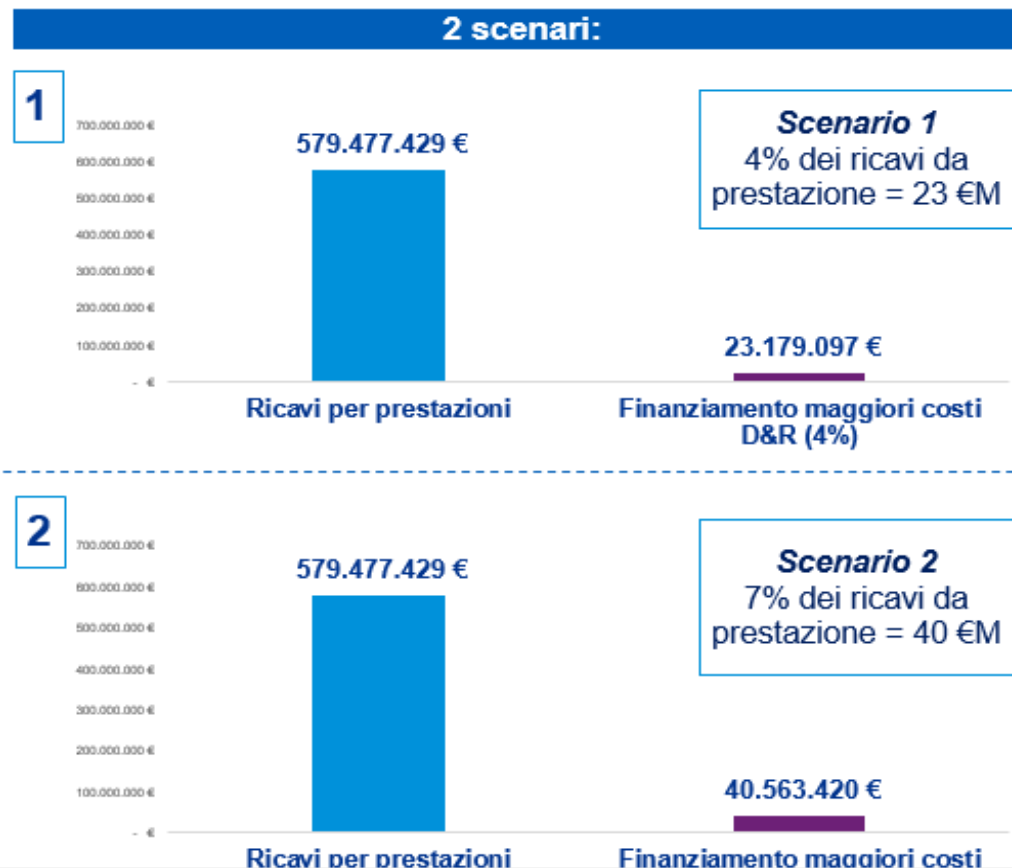 2 scenari:
1
700.000.000 €
600.000.000 €
500.000.000 €
400.000.000 €
300.000.000 €
200.000.000 €
100.000.000 €
- €
579.477.429 €
23.179.097 €
Ricavi per prestazioni
Finanziamento maggiori costi
D&R (4%)
Scenario 1
4% dei ricavi da
prestazione = 23 €M
2
700.000.000 €
600.000.000 €
500.000.000 €
400.000.000 €
300.000.000 €
200.000.000 €
100.000.000 €
- €
579.477.429 €
40.563.420 €
Ricavi per prestazioni
Finanziamento maggiori costi
Scenario 2
7% dei ricavi da
prestazione = 40 €M